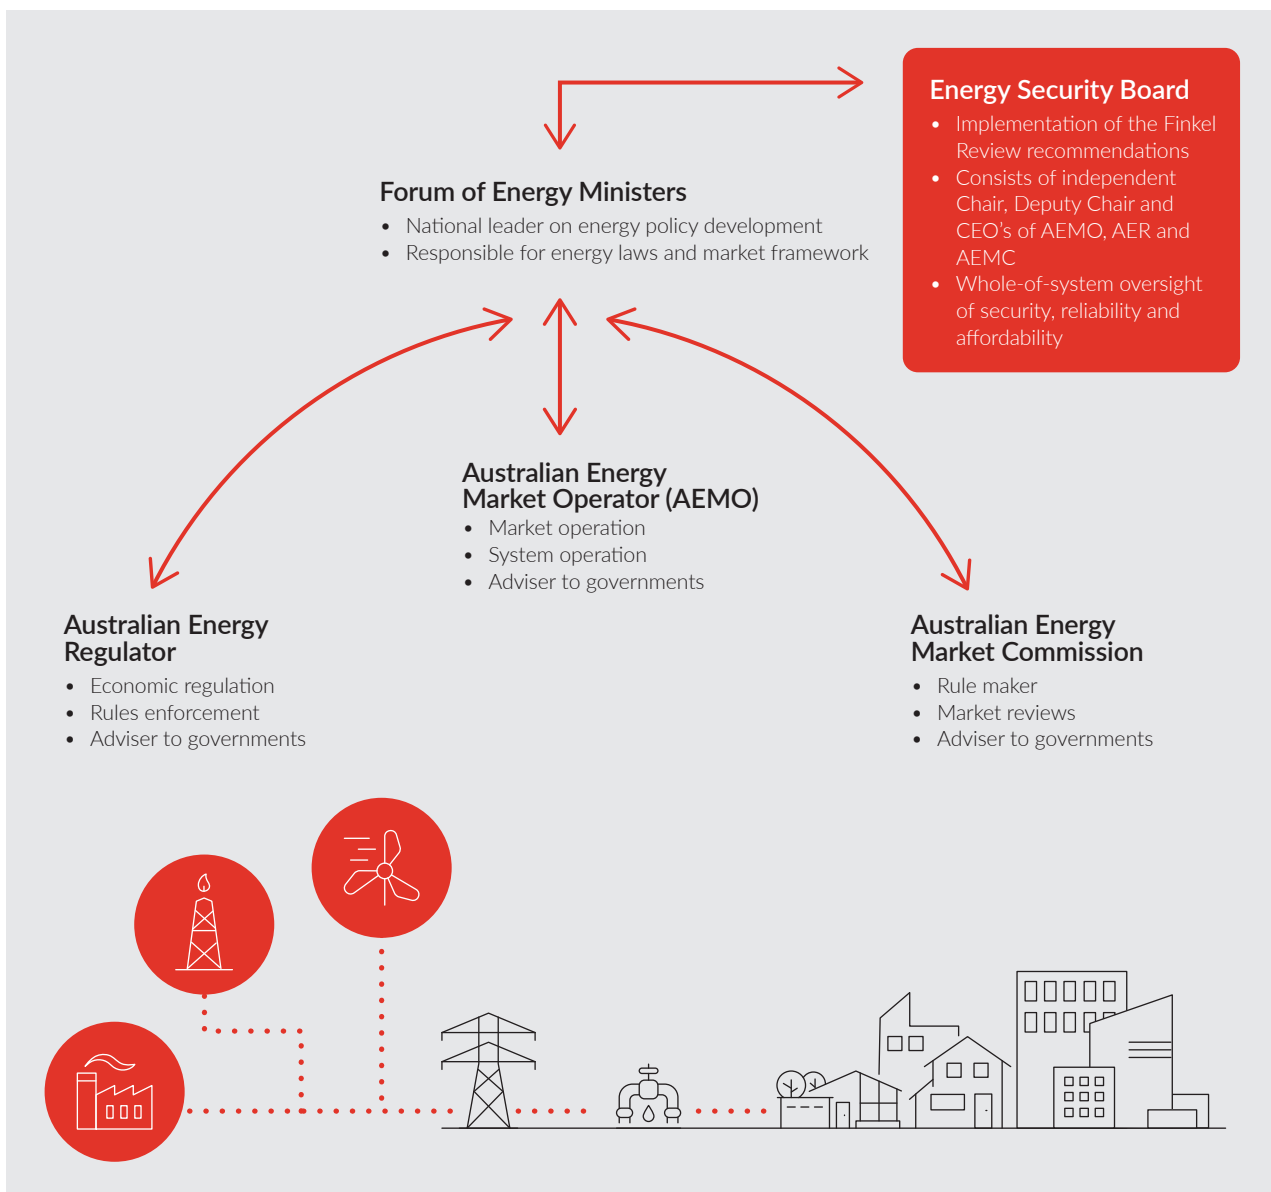 Energy Security Board
• Implementation of the Finkel
Review recommendations
• Consists of independent
Chair, Deputy Chair and
CEO's of AEMO, AER and
AEMC
• Whole-of-system oversight
of security, reliability and
affordability
Forum of Energy Ministers
• National leader on energy policy development
• Responsible for energy laws and market framework
Australian Energy
Market Operator (AEMO)
• Market operation
• System operation
• Adviser to governments
Australian Energy
Regulator
• Economic regulation
• Rules enforcement
• Adviser to governments
Australian Energy
Market Commission
• Rule maker
• Market reviews
• Adviser to governments